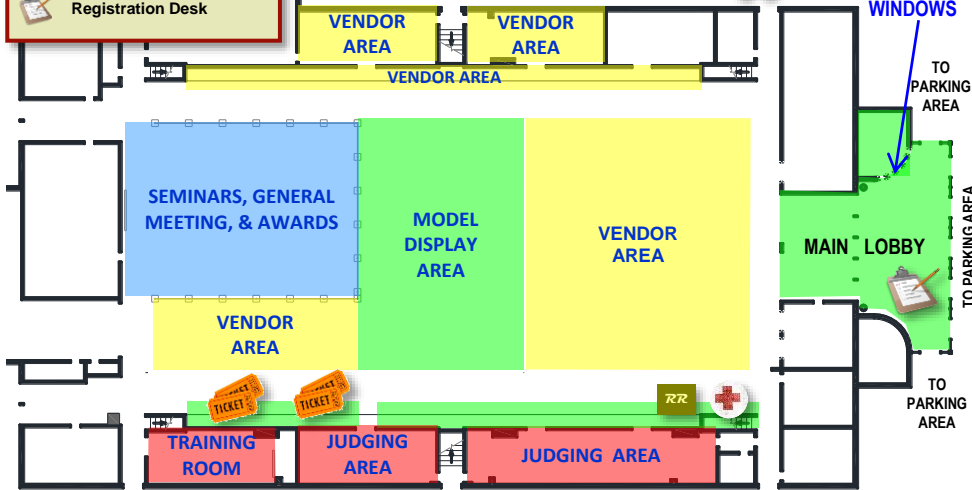 Registration Desk
VENDOR
AREA
VENDOR
AREA
WINDOWS
VENDOR AREA
TO
PARKING
AREA
SEMINARS, GENERAL
MEETING, & AWARDS
MODEL
DISPLAY
AREA
VENDOR
AREA
MAIN LOBBY
TO PARKING AREA
VENDOR
AREA
TICKET
TICKET
TICKET
TICKET
RR
TO
PARKING
AREA
TRAINING
ROOM
JUDGING
AREA
JUDGING AREA